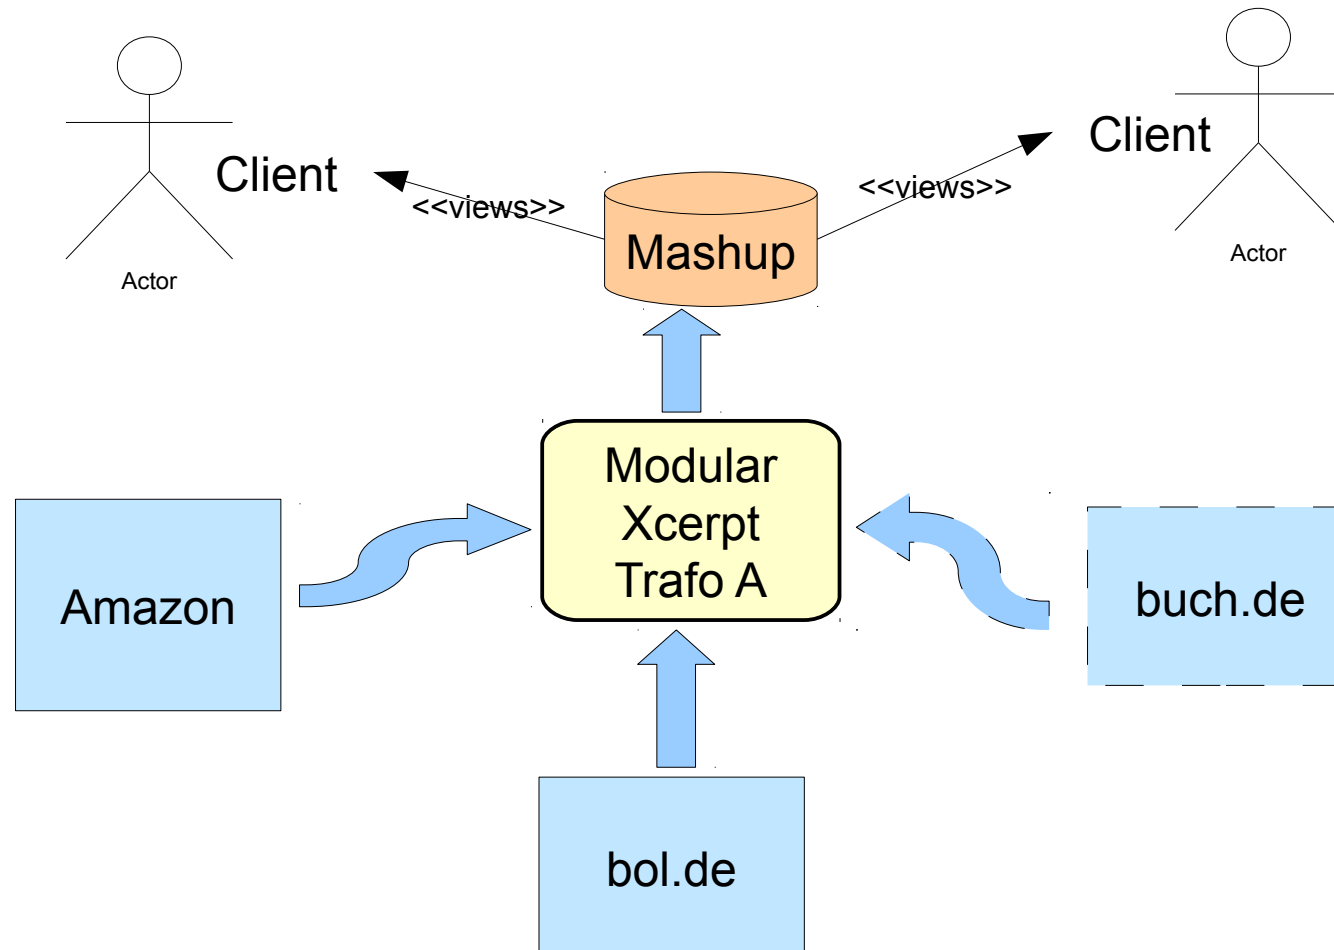 Client
Client
<<views>>
<<views>>
Mashup
Actor
Actor
Modular
Xcerpt
Trafo A
Amazon
buch.de
bol.de